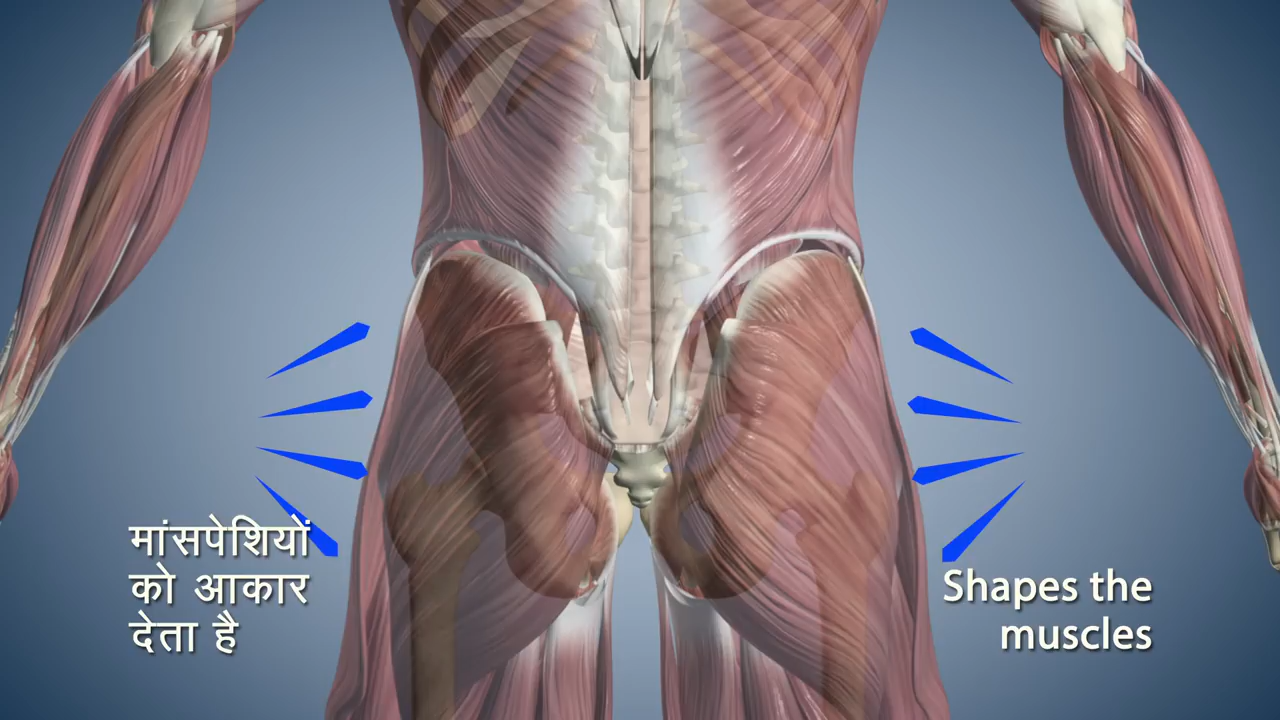 मांसपेशियों
को आकार
देता है
Shapes the
muscles